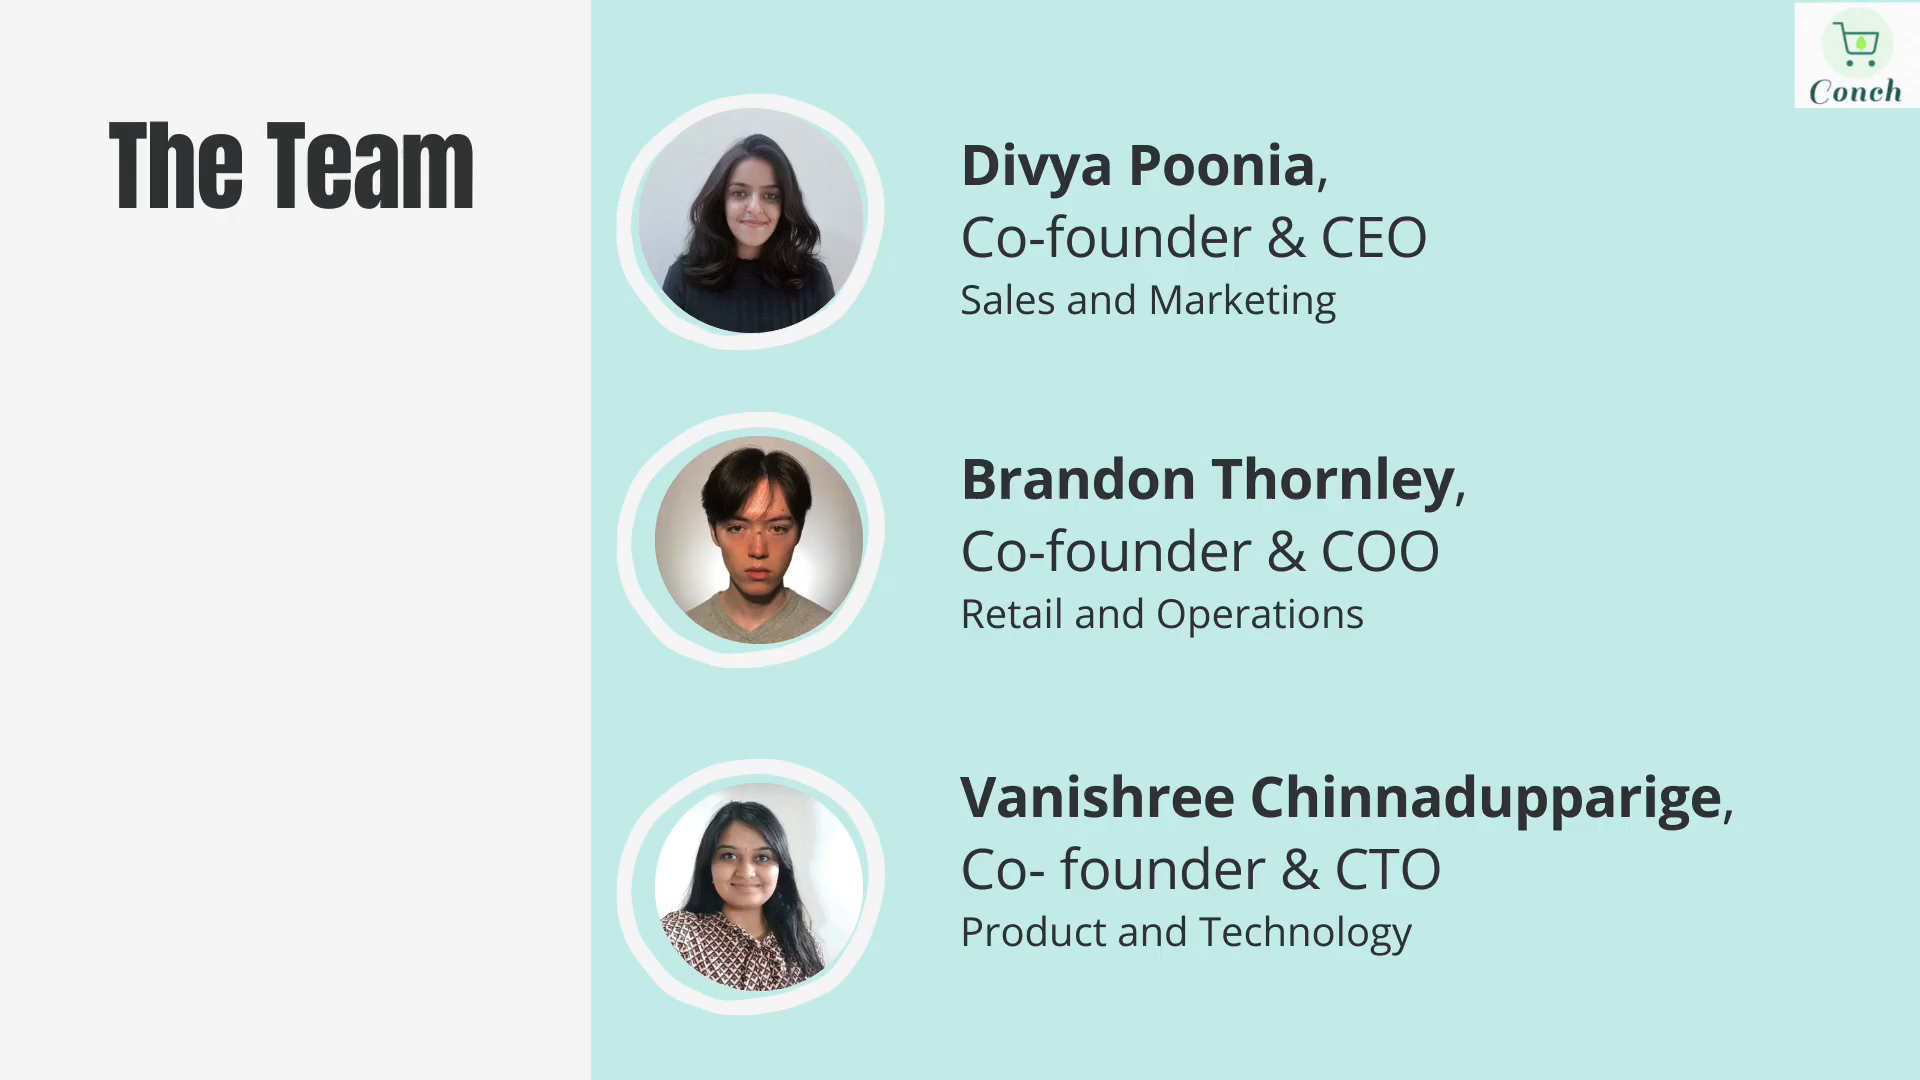 The Team
Conch
Divya Poonia,
Co-founder & CEO
Sales and Marketing
Brandon Thornley,
Co-founder & COO
Retail and Operations
Vanishree Chinnadupparige,
Co- founder & CTO
Product and Technology